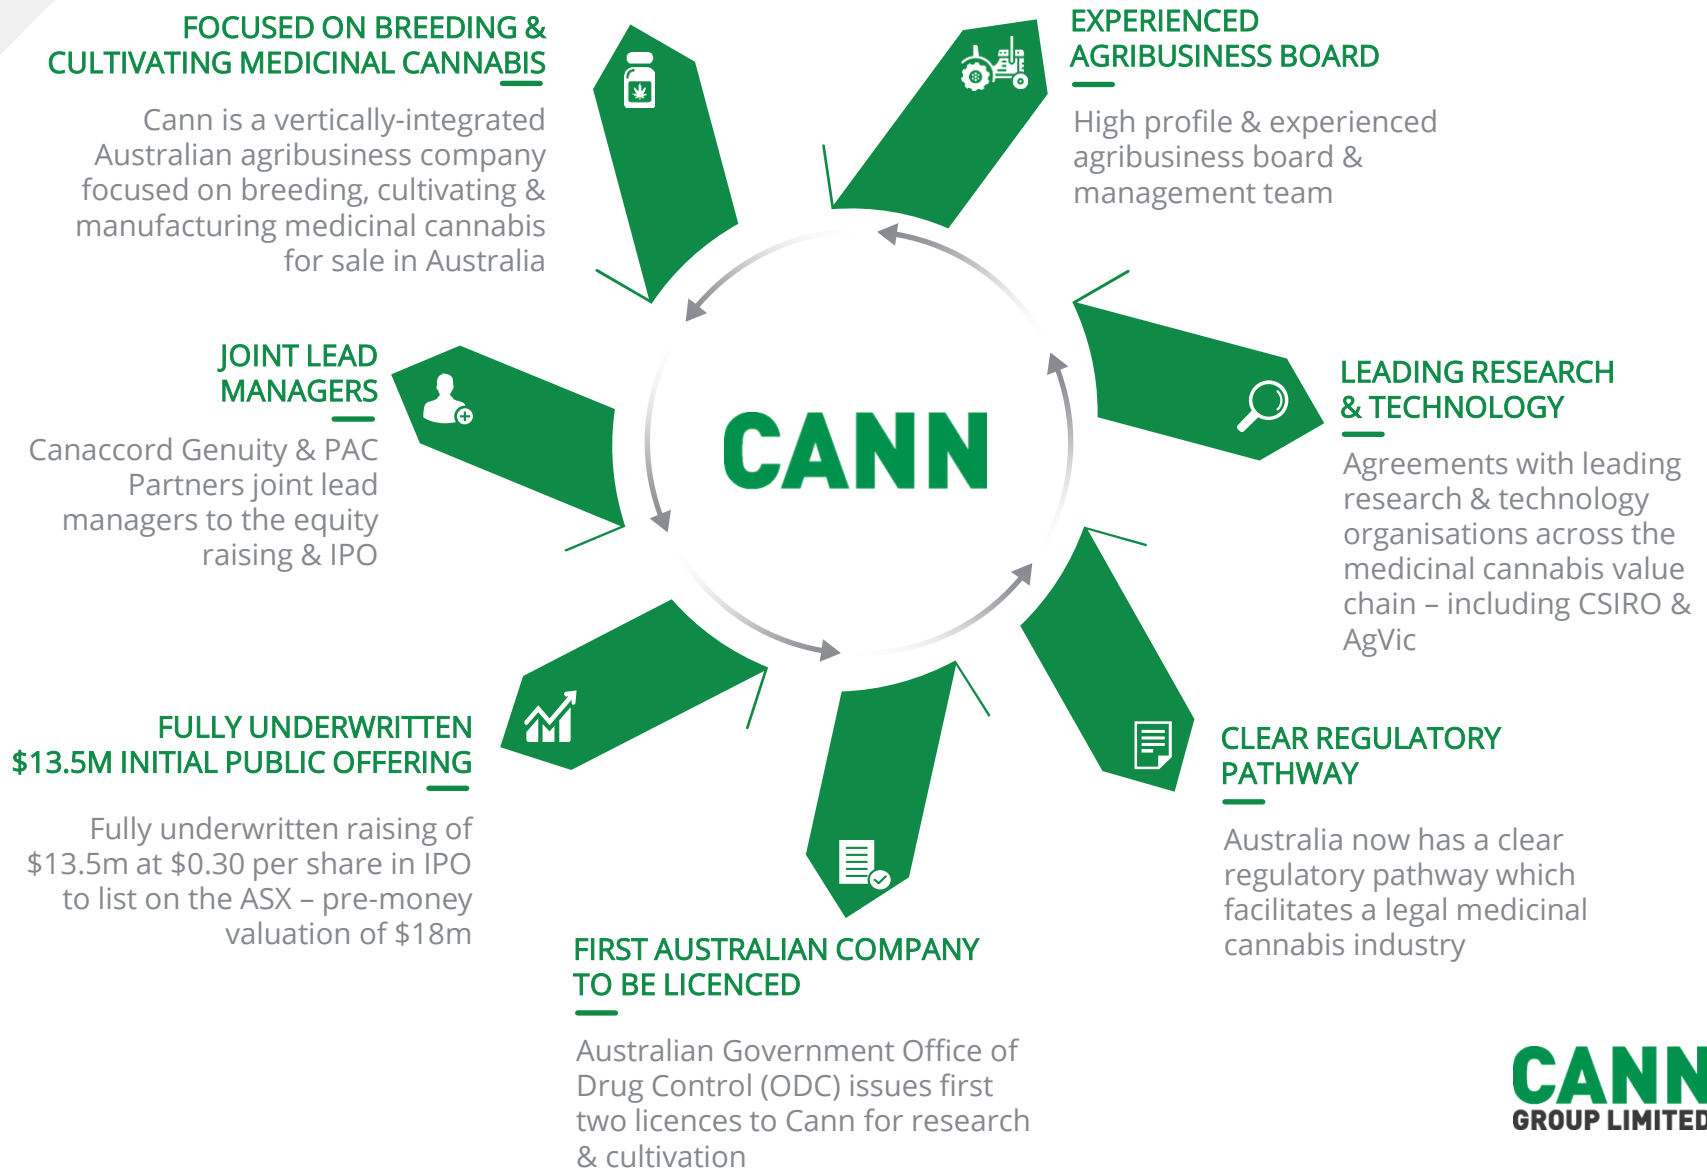 FOCUSED ON BREEDING &
CULTIVATING MEDICINAL CANNABIS
Cann is a vertically-integrated
Australian agribusiness company
focused on breeding, cultivating &
manufacturing medicinal cannabis
for sale in Australia
EXPERIENCED
AGRIBUSINESS BOARD
High profile & experienced
agribusiness board &
management team
JOINT LEAD
MANAGERS
Canaccord Genuity & PAC
Partners joint lead
managers to the equity
raising & IPO
CANN
LEADING RESEARCH
& TECHNOLOGY
Agreements with leading
research & technology
organisations across the
medicinal cannabis value
chain – including CSIRO &
AgVic
FULLY UNDERWRITTEN
$13.5M INITIAL PUBLIC OFFERING
Fully underwritten raising of
$13.5m at $0.30 per share in IPO
to list on the ASX – pre-money
valuation of $18m
CLEAR REGULATORY
PATHWAY
Australia now has a clear
regulatory pathway which
facilitates a legal medicinal
cannabis industry
FIRST AUSTRALIAN COMPANY
TO BE LICENCED
Australian Government Office of
Drug Control (ODC) issues first
two licences to Cann for research
& cultivation
CANN
GROUP LIMITED